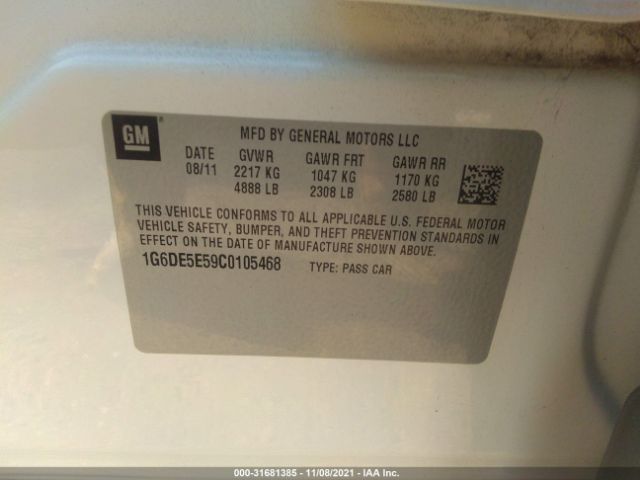 GM®
MFD BY GENERAL MOTORS LLC
DATE GVWR GAWR FRT GAWR RR
08/11 2217 KG 1047 KG 1170 KG
4888 LB 2308 LB 2580 LB
THIS VEHICLE CONFORMS TO ALL APPLICABLE U.S. FEDERAL MOTOR
VEHICLE SAFETY, BUMPER, AND THEFT PREVENTION STANDARDS IN
EFFECT ON THE DATE OF MANUFACTURE SHOWN ABOVE.
1G6DE5E59C0105468 TYPE: PASS CAR
000-31681385 - 11/08/2021 - IAA Inc.